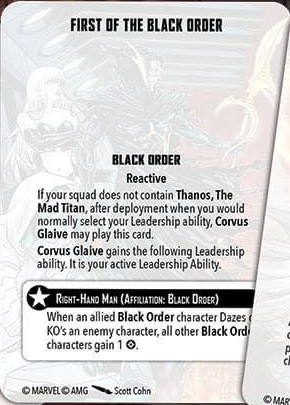 FIRST OF THE BLACK ORDER
BLACK ORDER
Reactive
If your squad does not contain Thanos, The
Mad Titan, after deployment when you would
normally select your Leadership ability, Corvus
Glaive may play this card.
Corvus Glaive gains the following Leadership
ability. It is your active Leadership Ability.
RIGHT-HAND MAN (AFFILIATION: BLACK ORDER)
When an allied Black Order character Dazes
KO's an enemy character, all other Black
characters gain 1
© MARVEL © AMG Scott Cohn
© MAR